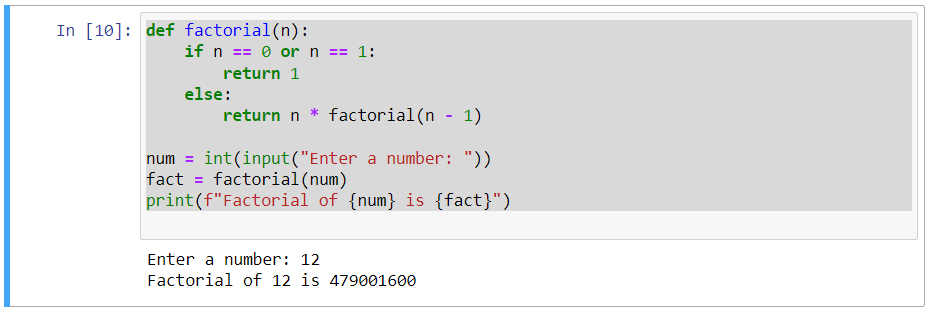 In [10]: def factorial(n):
    if n == 0 or n == 1:
        return 1
    else:
        return n * factorial(n - 1)

num = int(input("Enter a number: "))
fact = factorial(num)
print(f"Factorial of {num} is {fact}")
Enter a number: 12
Factorial of 12 is 479001600